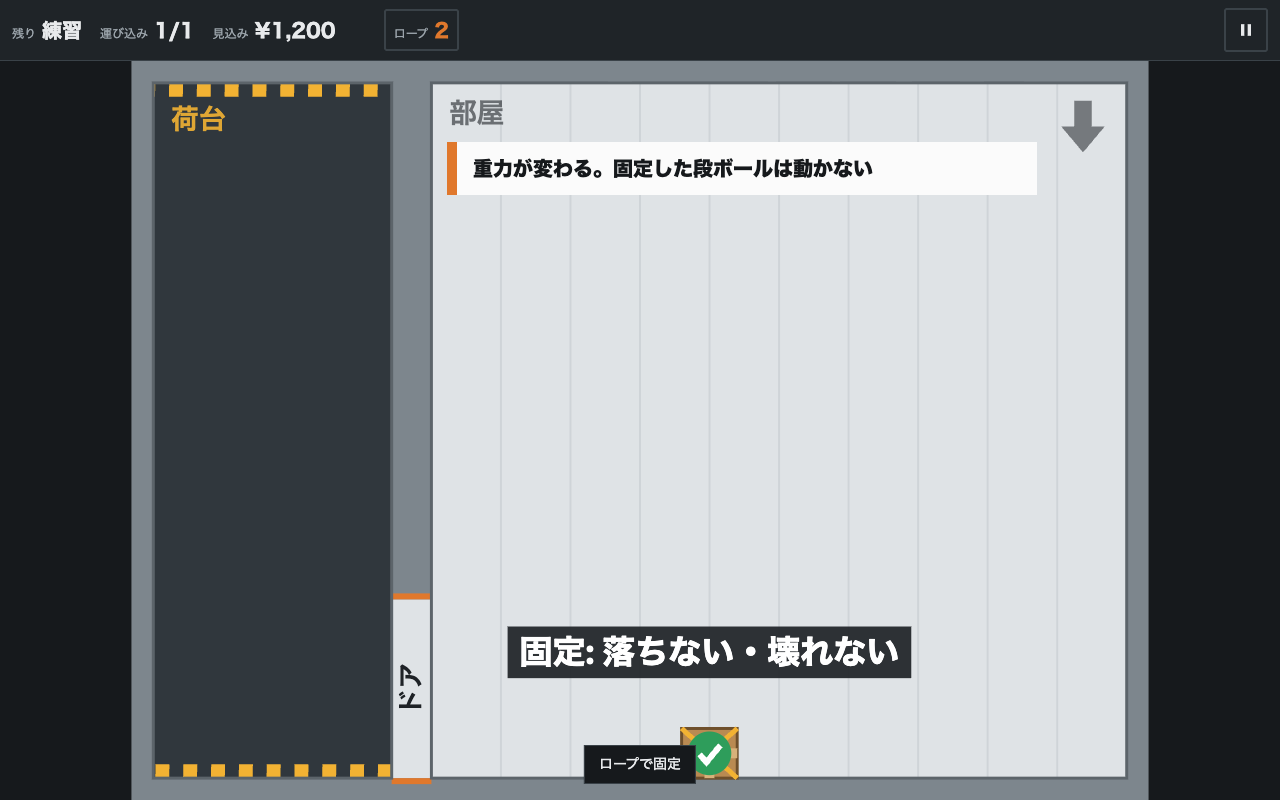 残り 練習 運び込み 1/1 見込み ¥1,200 ロープ 2
荷台
部屋
重力が変わる。固定した段ボールは動かない
固定: 落ちない・壊れない
ドア
ロープで固定